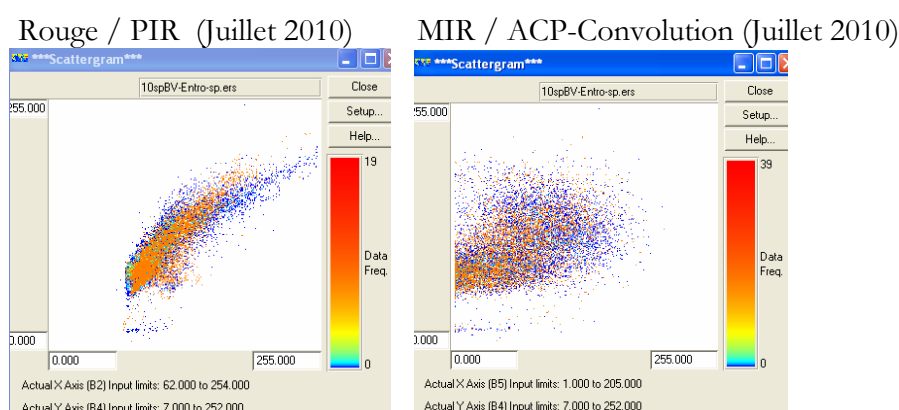 Rouge / PIR (Juillet 2010)
***Scattergram***
10spBV-Entro-sp.ers
Close
255.000
Setup...
Help...
19
Data
Freq.
0.000
0
0.000 255.000
Actual X Axis (B2) Input limits: 62.000 to 254.000
Actual Y Axis (B4) Input limits: 7.000 to 252.000
MIR / ACP-Convolution (Juillet 2010)
***Scattergram***
10spBV-Entro-sp.ers
Close
255.000
Setup...
Help...
39
Data
Freq.
0.000
0
0.000 255.000
Actual X Axis (B5) Input limits: 1.000 to 205.000
Actual Y Axis (B4) Input limits: 7.000 to 252.000